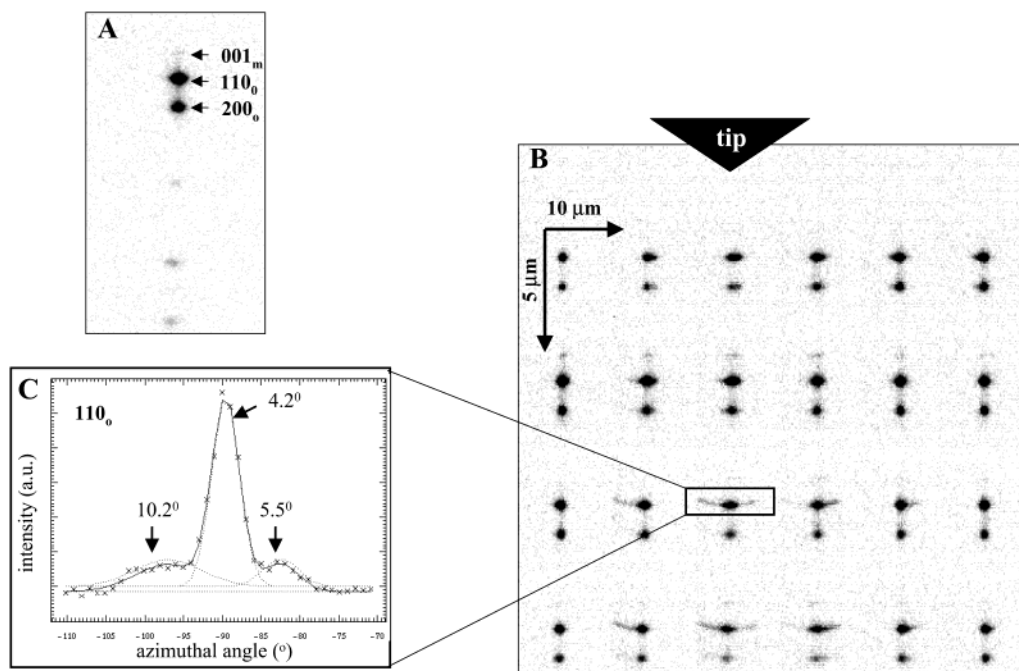 A
001m
110o
200o
tip
B
10 μm
5 μm
C
110o
4.2⁰
10.2⁰
5.5⁰
intensity (a.u.)
-110 -105 -100 -95 -90 -85 -80 -75 -70
azimuthal angle (o)